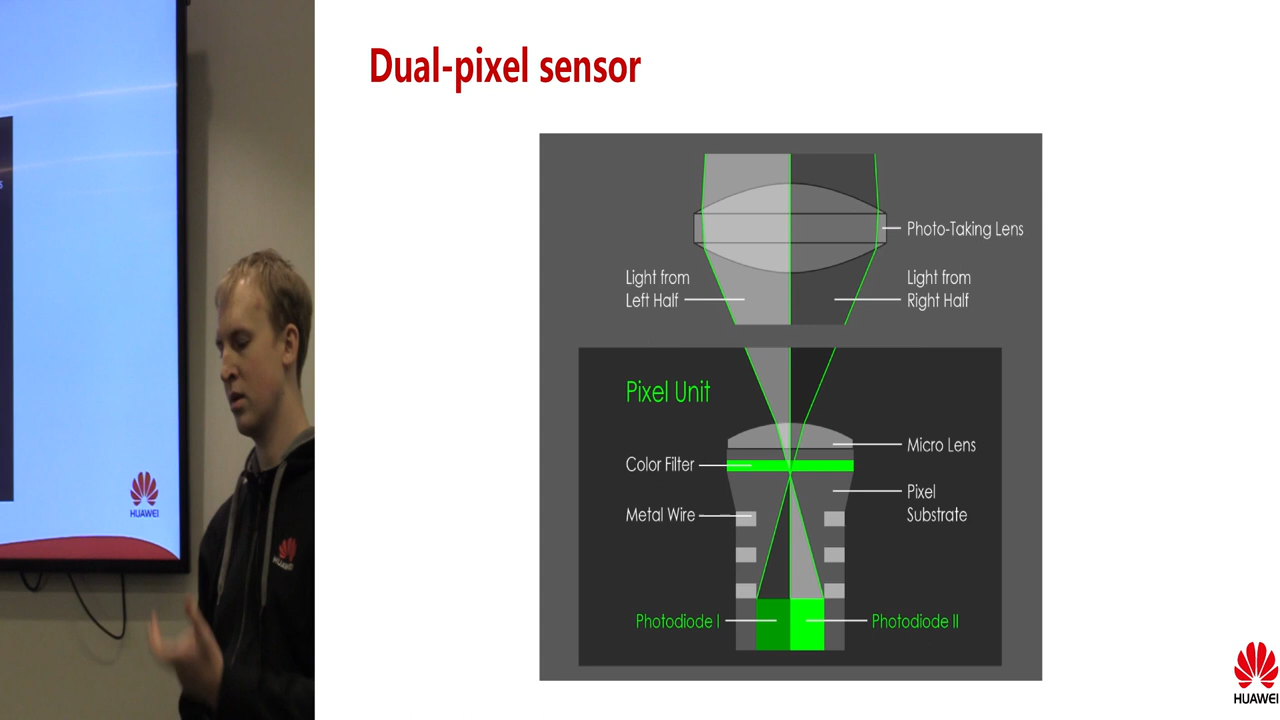 Dual-pixel sensor
Photo-Taking Lens
Light from
Left Half
Light from
Right Half
Pixel Unit
Micro Lens
Color Filter
Pixel
Substrate
Metal Wire
Photodiode I
Photodiode II
HUAWEI
HUAWEI
HUAWEI